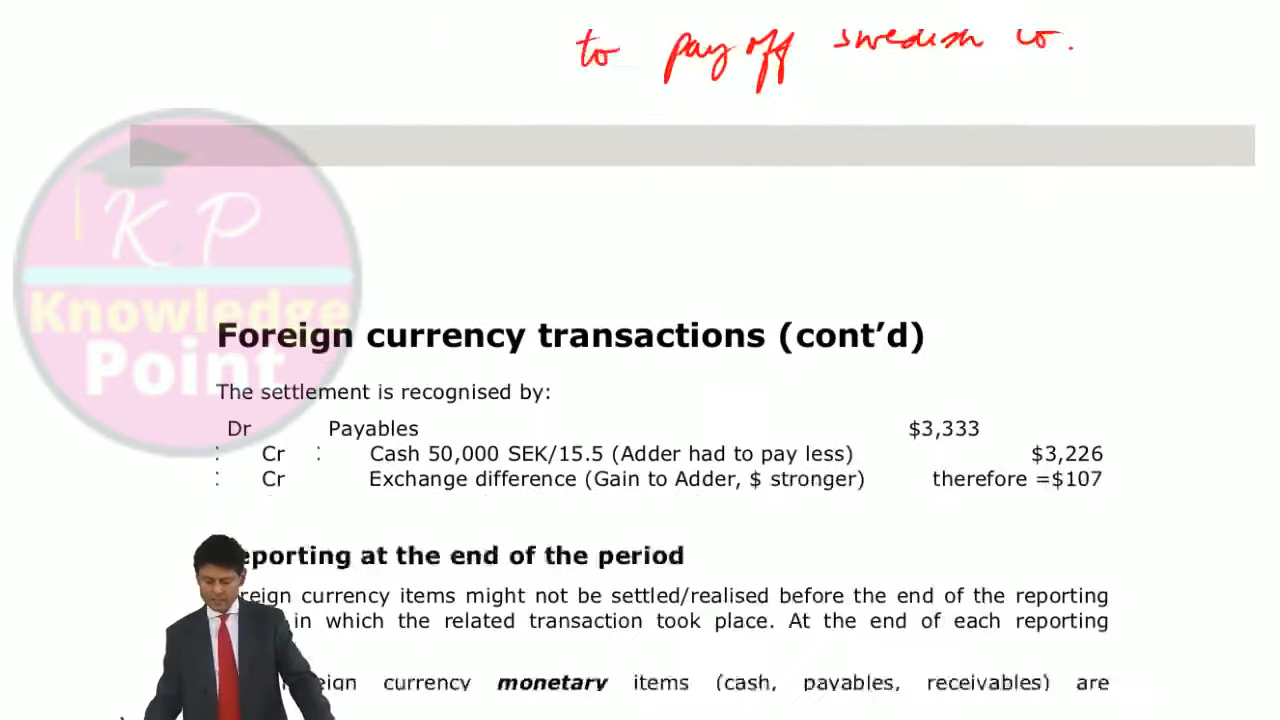 to pay off swedish co.
K.P
Knowledge
Point
Foreign currency transactions (cont’d)
The settlement is recognised by:
Dr Payables $3,333
Cr : Cash 50,000 SEK/15.5 (Adder had to pay less) $3,226
Cr Exchange difference (Gain to Adder, $ stronger) therefore =$107
eporting at the end of the period
reign currency items might not be settled/realised before the end of the reporting
in which the related transaction took place. At the end of each reporting
eign currency monetary items (cash, payables, receivables) are